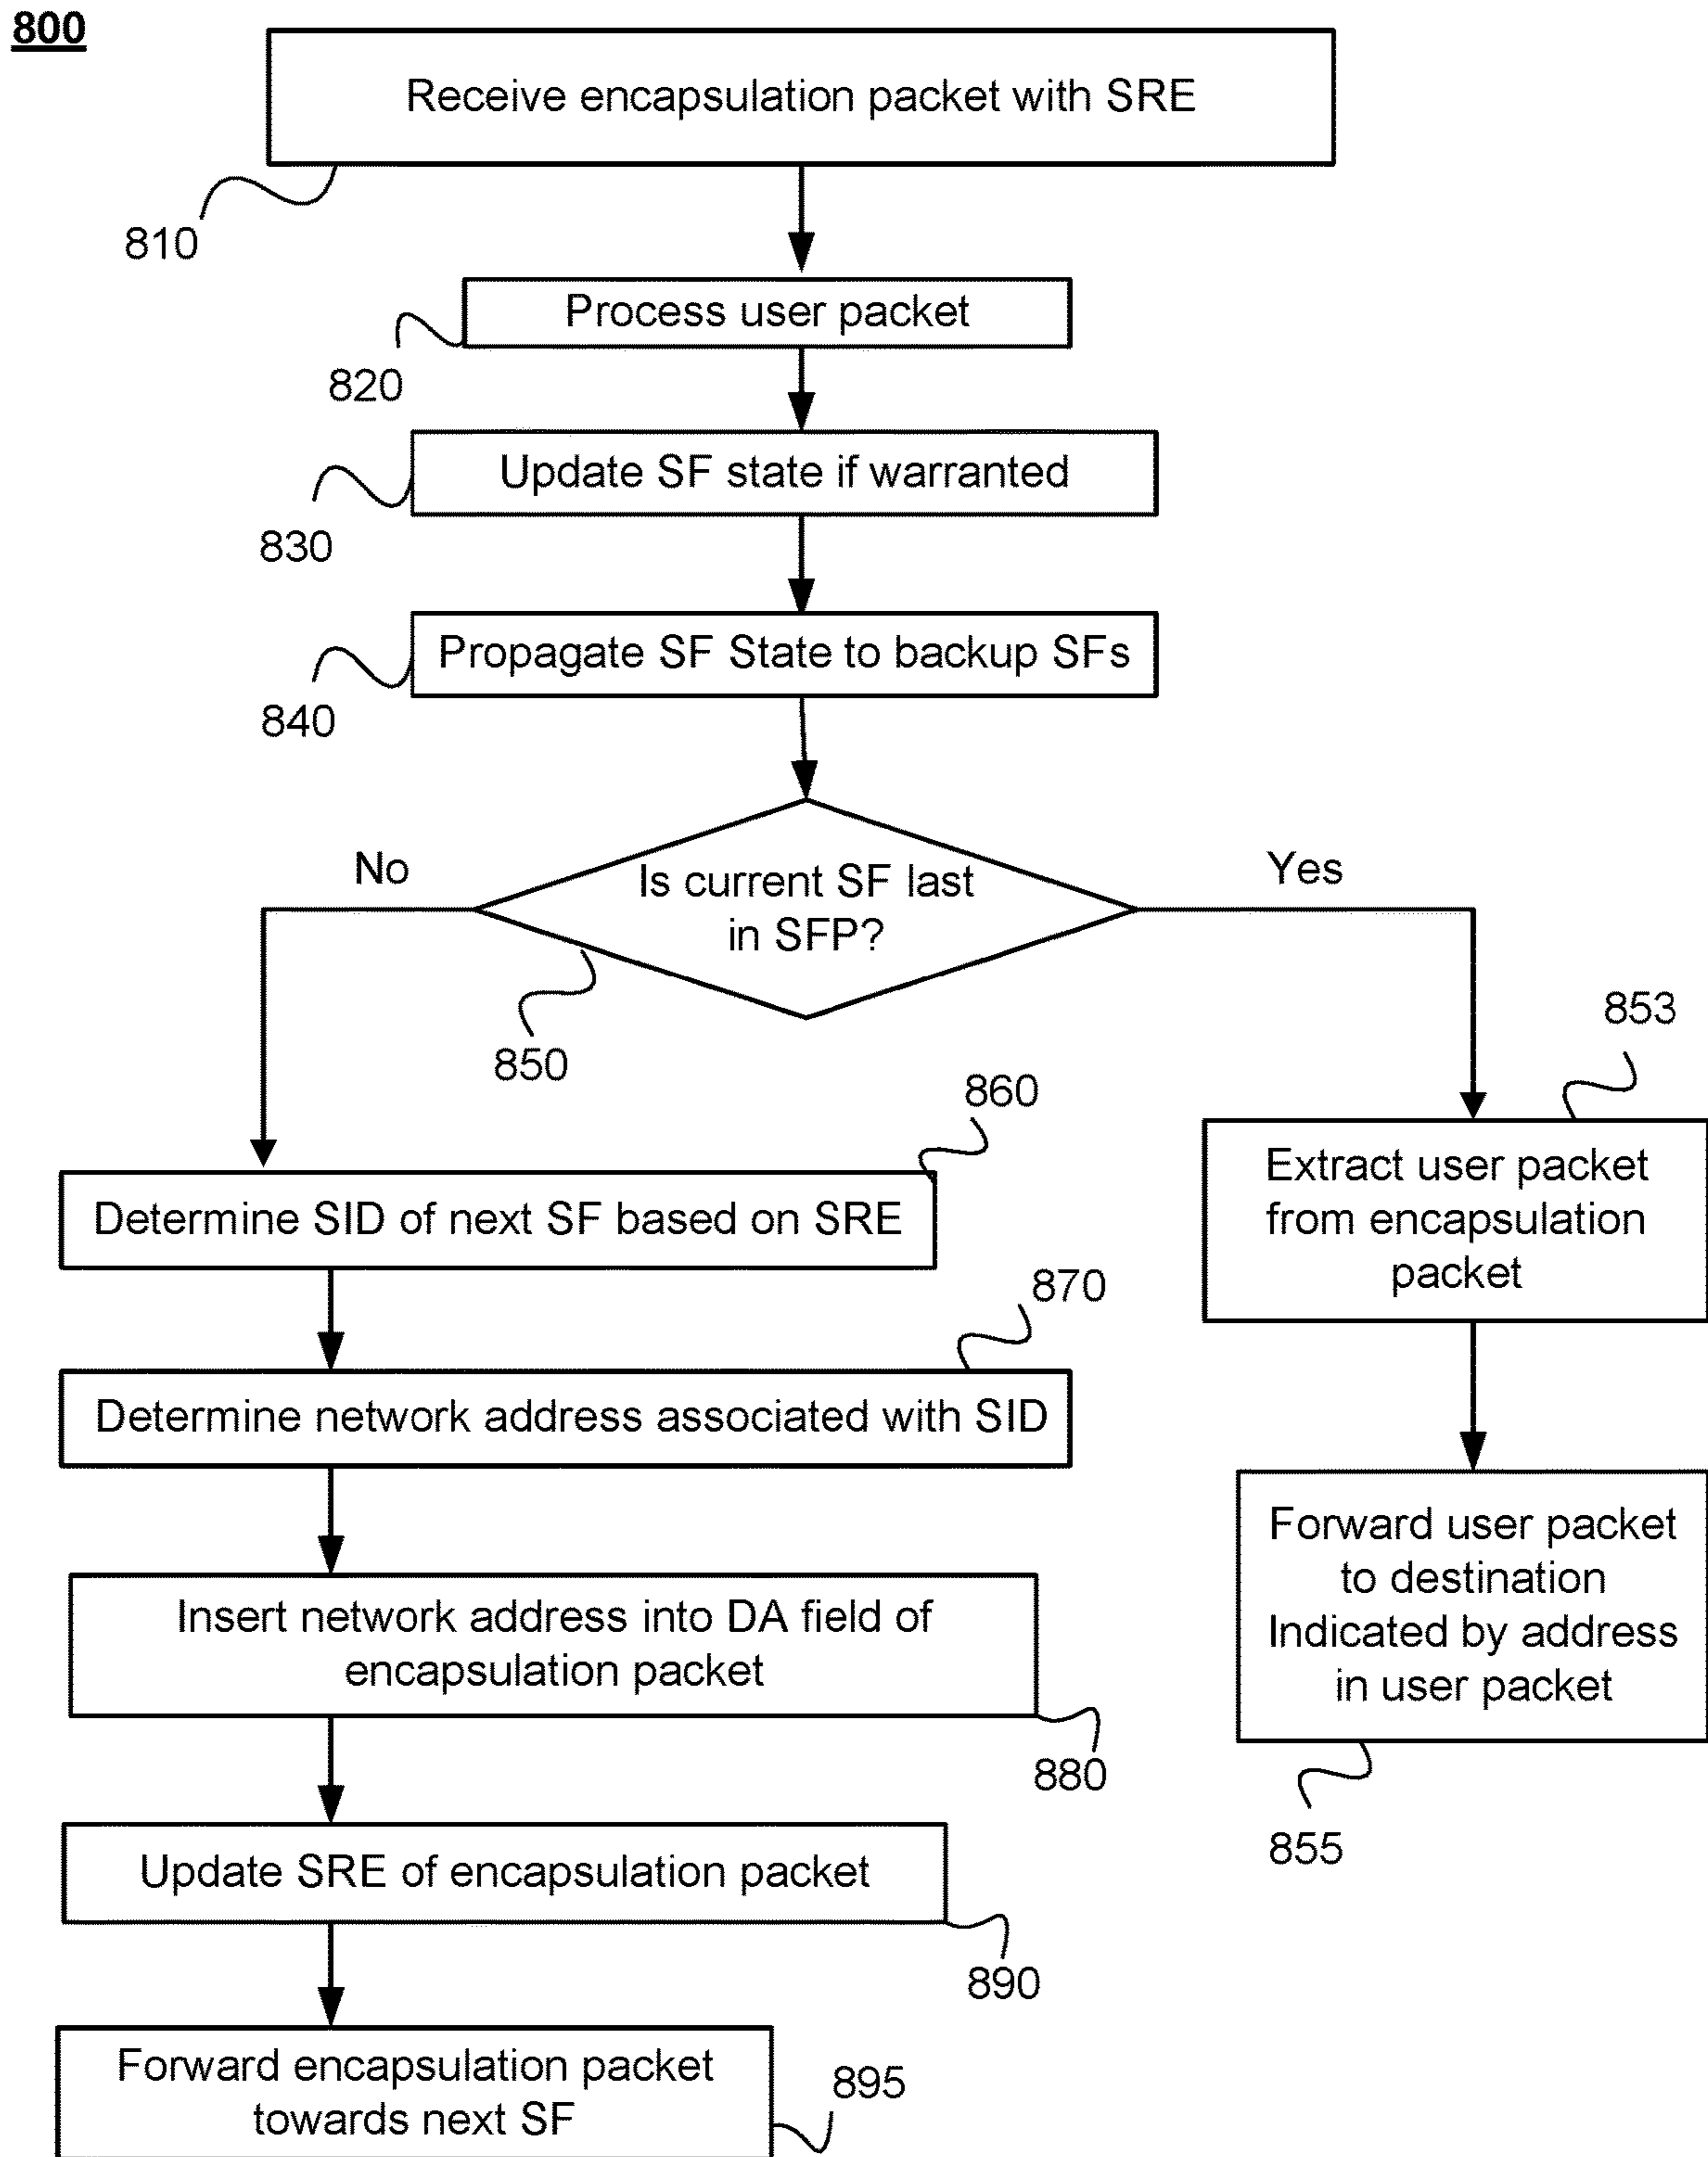 800
Receive encapsulation packet with SRE
810
Process user packet
820
Update SF state if warranted
830
Propagate SF State to backup SFs
840
No
Is current SF last
in SFP?
Yes
850
853
860
Extract user packet
from encapsulation
packet
Determine SID of next SF based on SRE
870
Determine network address associated with SID
Forward user packet
to destination
Indicated by address
in user packet
855
Insert network address into DA field of
encapsulation packet
880
Update SRE of encapsulation packet
890
Forward encapsulation packet
towards next SF
895